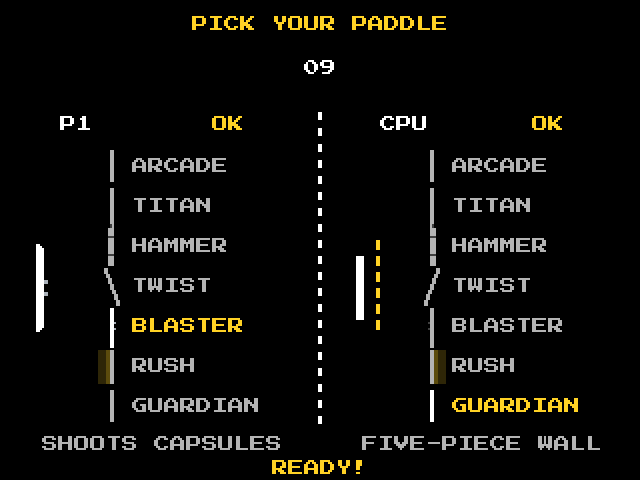 PICK YOUR PADDLE
09
P1 OK CPU OK
ARCADE ARCADE
TITAN TITAN
HAMMER HAMMER
TWIST TWIST
BLASTER BLASTER
RUSH RUSH
GUARDIAN GUARDIAN
SHOOTS CAPSULES FIVE-PIECE WALL
READY!